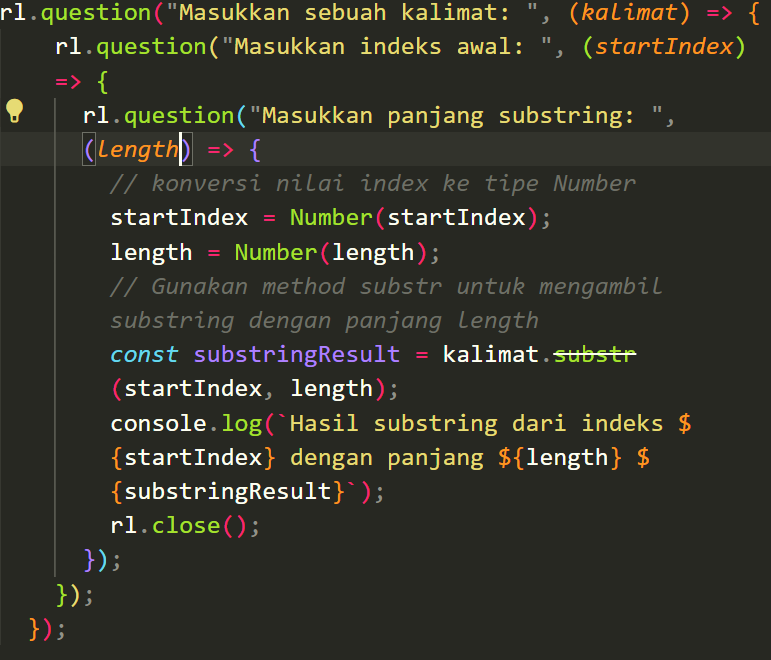 rl.question("Masukkan sebuah kalimat: ", (kalimat) => {
rl.question("Masukkan indeks awal: ", (startIndex)
=> {
rl.question("Masukkan panjang substring: ",
(length) => {
// konversi nilai index ke tipe Number
startIndex = Number(startIndex);
length = Number(length);
// Gunakan method substr untuk mengambil
substring dengan panjang length
const substringResult = kalimat.substr
(startIndex, length);
console.log(`Hasil substring dari indeks $
{startIndex} dengan panjang ${length} $
{substringResult}`);
rl.close();
});
});
});